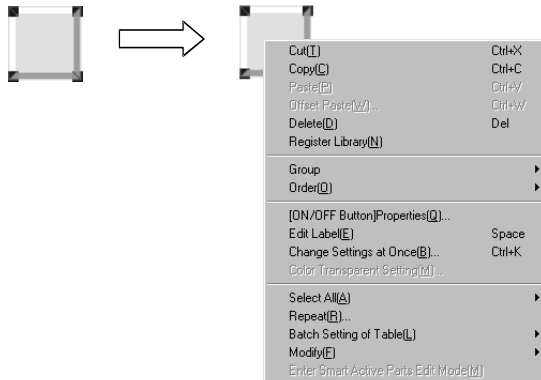 Cut(T) Ctrl+X
Copy(C) Ctrl+C
Paste(P) Ctrl+V
Offset Paste(W)... Ctrl+W
Delete(D) Del
Register Library(N)
Group
Order(O)
[ON/OFF Button]Properties(Q)...
Edit Label(E) Space
Change Settings at Once(B)... Ctrl+K
Color Transparent Setting(M)...
Select All(A)
Repeat(R)...
Batch Setting of Table(L)
Modify(F)
Enter Smart Active Parts Edit Mode(M)